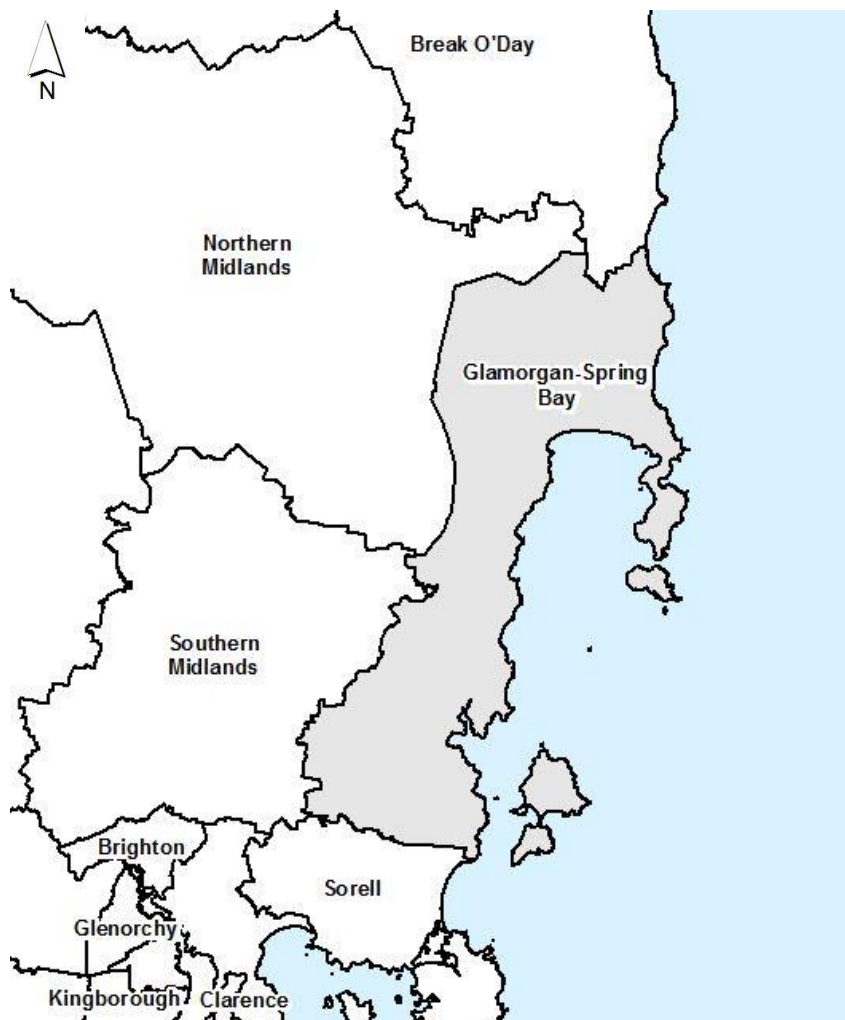 Break O'Day
N
Northern
Midlands
Glamorgan-Spring
Bay
Southern
Midlands
Brighton
Sorell
Glenorchy
Kingborough
Clarence